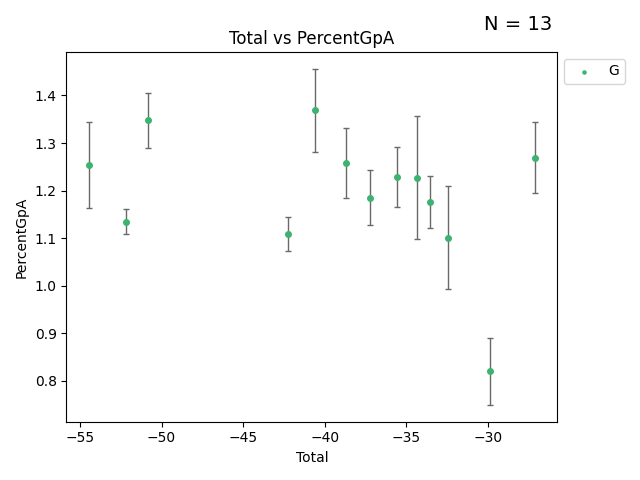 N = 13
Total vs PercentGpA
G
PercentGpA
1.4
1.3
1.2
1.1
1.0
0.9
0.8
−55
−50
−45
−40
−35
−30
Total